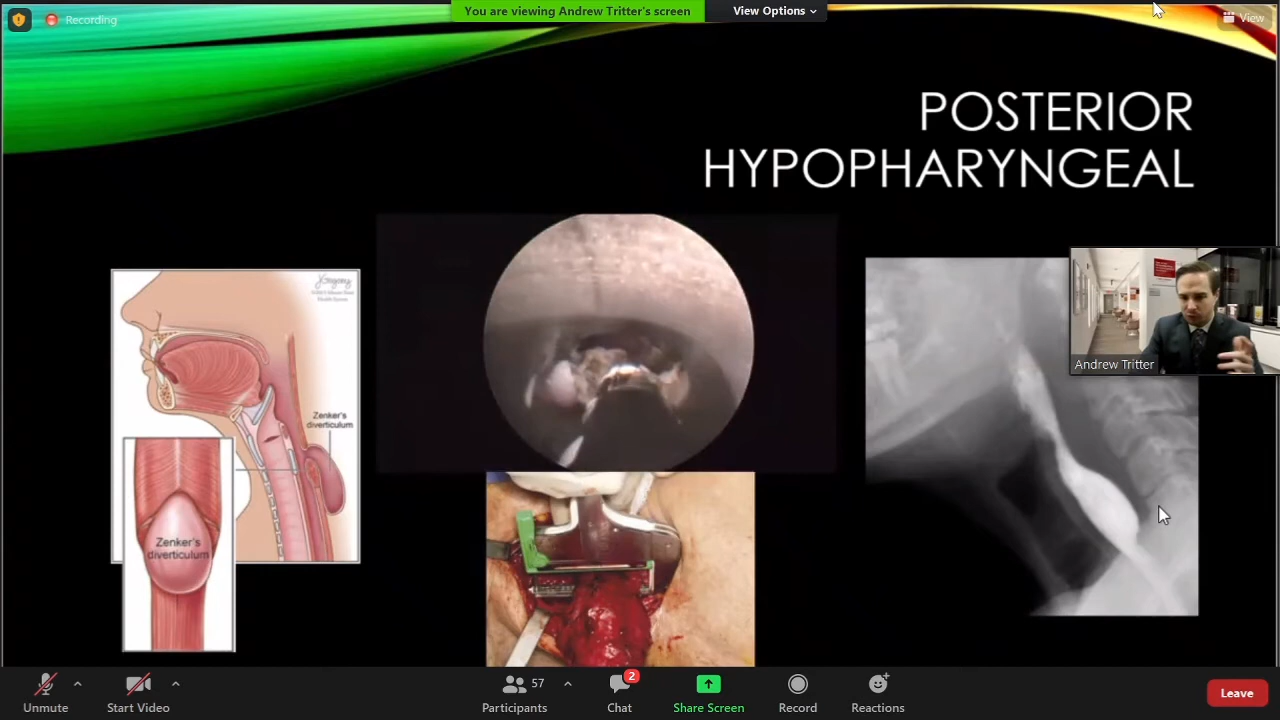 Recording
You are viewing Andrew Tritter's screen
View Options
View
POSTERIOR
HYPOPHARYNGEAL
Zenker's
diverticulum
Zenker's
diverticulum
Andrew Tritter
Unmute
Start Video
57
Participants
2
Chat
Share Screen
Record
Reactions
Leave